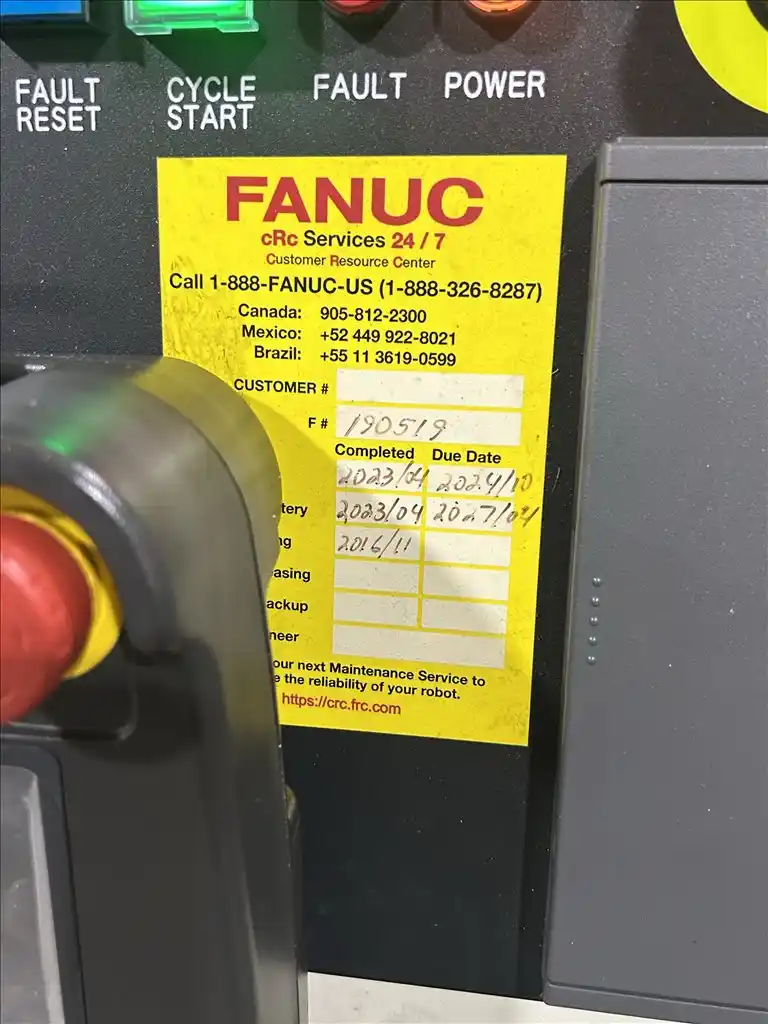 FAULT RESET
CYCLE START
FAULT
POWER
FANUC
cRc Services 24 / 7
Customer Resource Center
Call 1-888-FANUC-US (1-888-326-8287)
Canada: 905-812-2300
Mexico: +52 449 922-8021
Brazil: +55 11 3619-0599
CUSTOMER #
F # 190519
Completed Due Date
2023/04 2024/10
tery 2023/04 2027/04
ng 2016/11
asing
ackup
neer
our next Maintenance Service to
e the reliability of your robot.
https://crc.frc.com